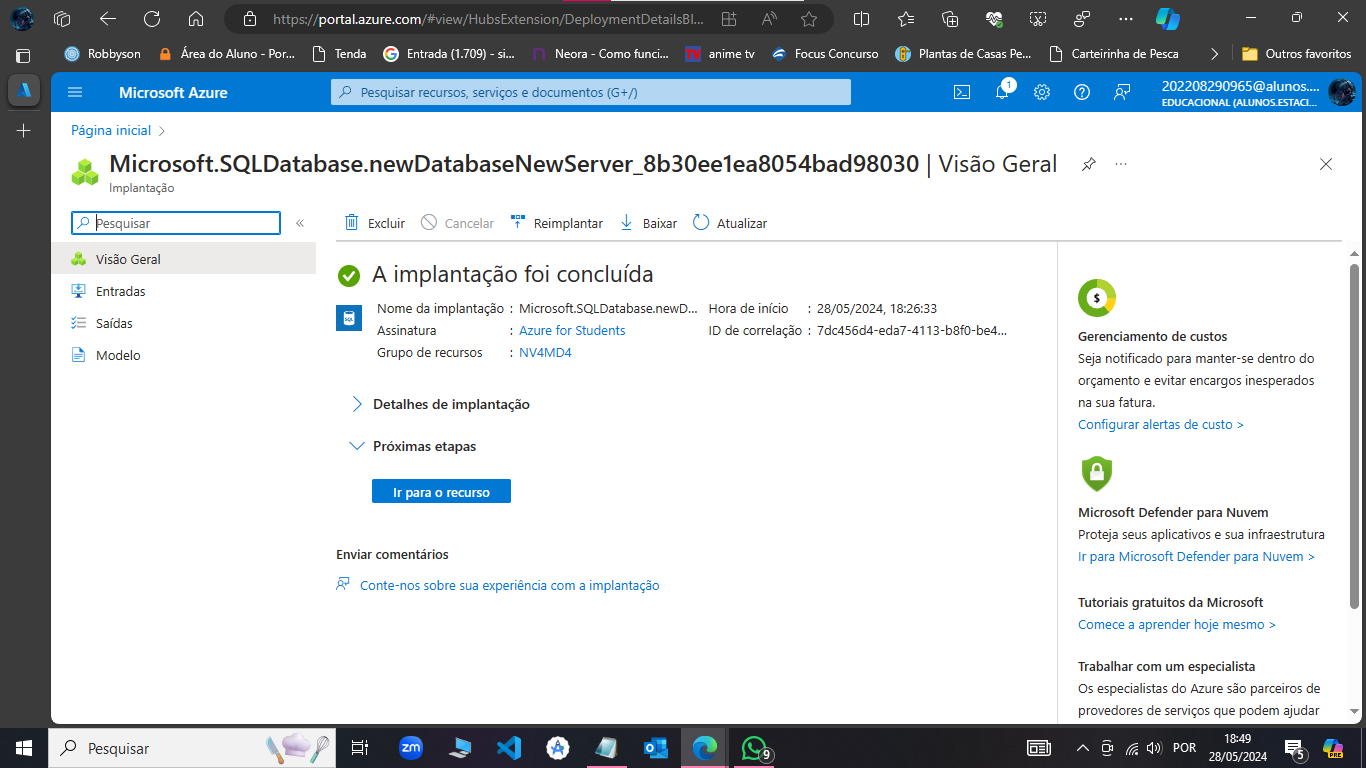 https://portal.azure.com/#view/HubsExtension/DeploymentDetailsBl...
Robbyson
Área do Aluno - Por...
Tenda
Entrada (1.709) - si...
Neora - Como funci...
anime tv
Focus Concurso
Plantas de Casas Pe...
Carteirinha de Pesca
Outros favoritos
Microsoft Azure
Pesquisar recursos, serviços e documentos (G+/)
1
202208290965@alunos....
EDUCACIONAL (ALUNOS.ESTACI...
Página inicial
Microsoft.SQLDatabase.newDatabaseNewServer_8b30ee1ea8054bad98030 | Visão Geral
Implantação
Pesquisar
Excluir
Cancelar
Reimplantar
Baixar
Atualizar
Visão Geral
Entradas
Saídas
Modelo
A implantação foi concluída
Nome da implantação : Microsoft.SQLDatabase.newD...
Assinatura : Azure for Students
Grupo de recursos : NV4MD4
Hora de início : 28/05/2024, 18:26:33
ID de correlação : 7dc456d4-eda7-4113-b8f0-be4...
Detalhes de implantação
Próximas etapas
Ir para o recurso
Enviar comentários
Conte-nos sobre sua experiência com a implantação
Gerenciamento de custos
Seja notificado para manter-se dentro do
orçamento e evitar encargos inesperados
na sua fatura.
Configurar alertas de custo >
Microsoft Defender para Nuvem
Proteja seus aplicativos e sua infraestrutura
Ir para Microsoft Defender para Nuvem >
Tutoriais gratuitos da Microsoft
Comece a aprender hoje mesmo >
Trabalhar com um especialista
Os especialistas do Azure são parceiros de
provedores de serviços que podem ajudar
Pesquisar
zm
9
POR
18:49
28/05/2024
5
PRE